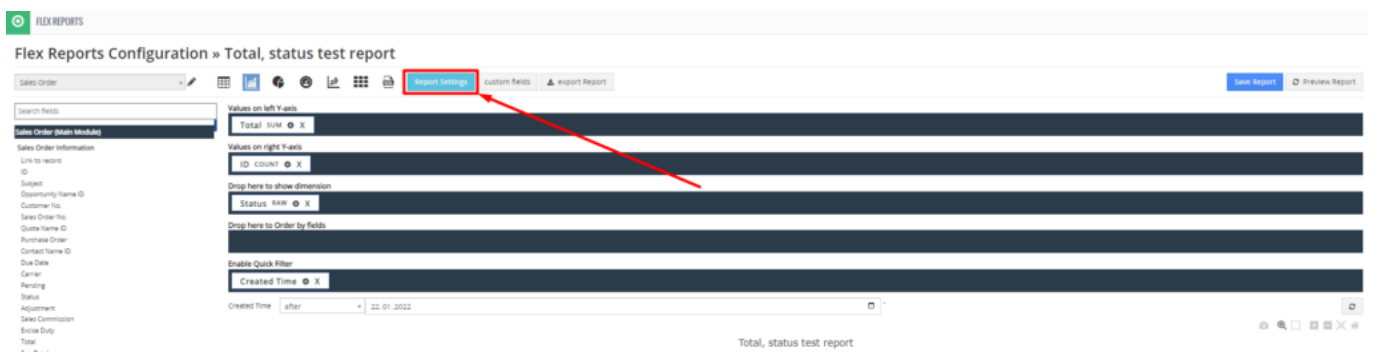 FLEX REPORTS
Flex Reports Configuration » Total, status test report
Sales Order
Report Settings
custom fields
export Report
Save Report
Preview Report
Search fields
Sales Order (Main Module)
Sales Order Information
Link to record
ID
Subject
Opportunity Name ID
Customer No.
Sales Order No.
Quote Name ID
Purchase Order
Contact Name ID
Due Date
Carrier
Pending
Status
Adjustment
Sales Commission
Excise Duty
Total
Values on left Y-axis
Total SUM X
Values on right Y-axis
ID COUNT X
Drop here to show dimension
Status RAW X
Drop here to Order by fields
Enable Quick Filter
Created Time X
Created Time after 22.01.2022
Total, status test report